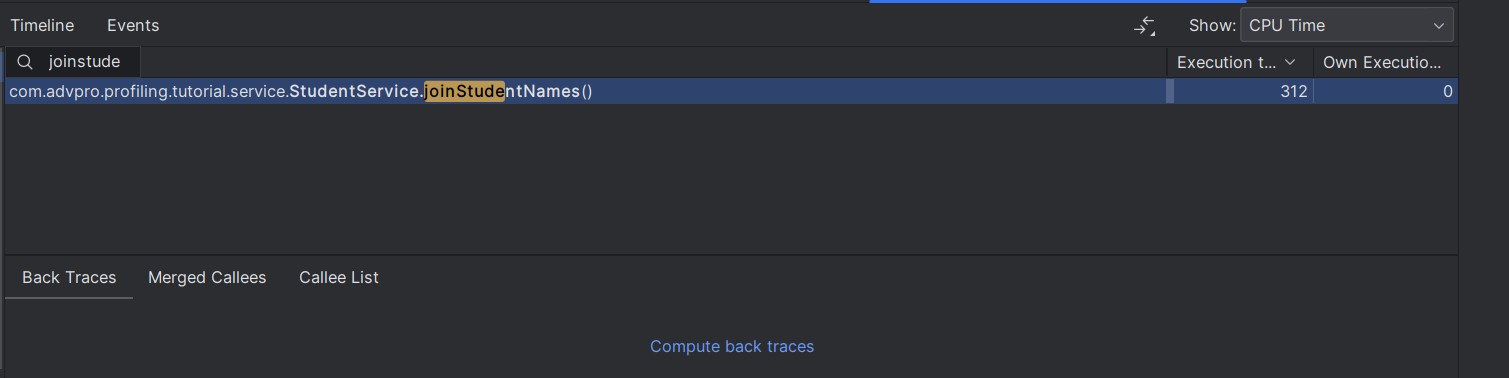 Timeline Events Show: CPU Time
joinstude Execution t... Own Executio...
com.advpro.profiling.tutorial.service.StudentService.joinStudentNames() 312 0
Back Traces Merged Callees Callee List
Compute back traces